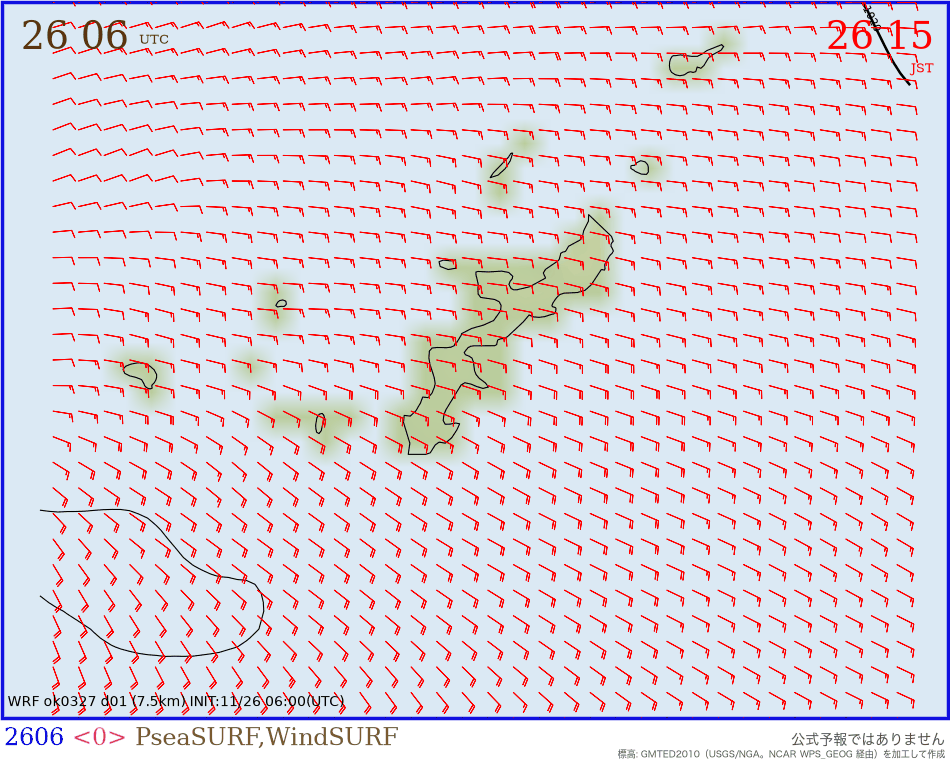 26 06 UTC
26 15 JST
WRF ok0327 d01 (7.5km) INIT:11/26 06:00(UTC)
2606 <0> PseaSURF,WindSURF
公式予報ではありません
標高: GMTED2010（USGS/NGA。NCAR WPS_GEOG 経由）を加工して作成